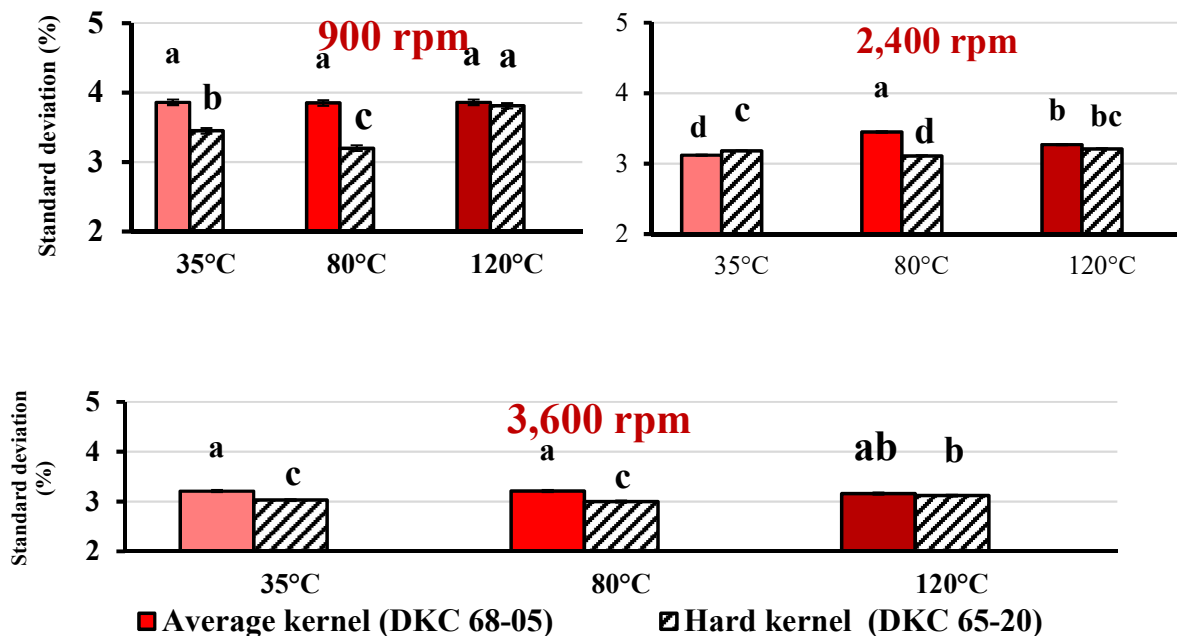 900 rpm
Standard deviation (%)
5
4
3
2
a
b
a
c
a
a
35°C
80°C
120°C
2,400 rpm
5
4
3
2
d
c
a
d
b
bc
35°C
80°C
120°C
3,600 rpm
Standard deviation
(%)
5
4
3
2
a
c
a
c
ab
b
35°C
80°C
120°C
Average kernel (DKC 68-05)
Hard kernel (DKC 65-20)